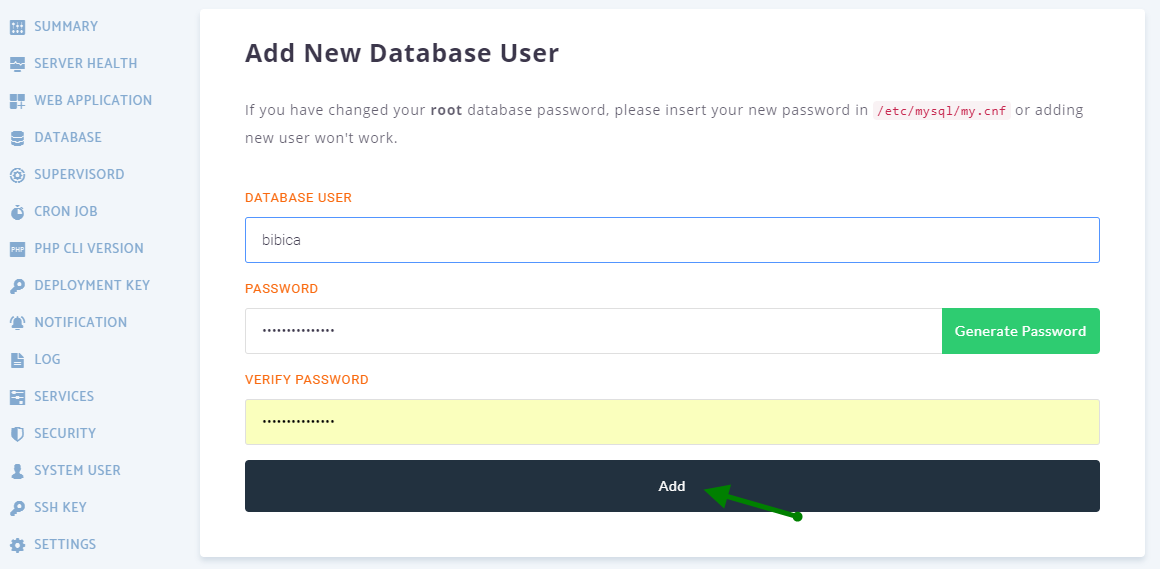 SUMMARY
SERVER HEALTH
WEB APPLICATION
DATABASE
SUPERVISORD
CRON JOB
PHP PHP CLI VERSION
DEPLOYMENT KEY
NOTIFICATION
LOG
SERVICES
SECURITY
SYSTEM USER
SSH KEY
SETTINGS
Add New Database User
If you have changed your root database password, please insert your new password in /etc/mysql/my.cnf or adding
new user won't work.
DATABASE USER
bibica
PASSWORD
•••••••••••••••
Generate Password
VERIFY PASSWORD
•••••••••••••••
Add